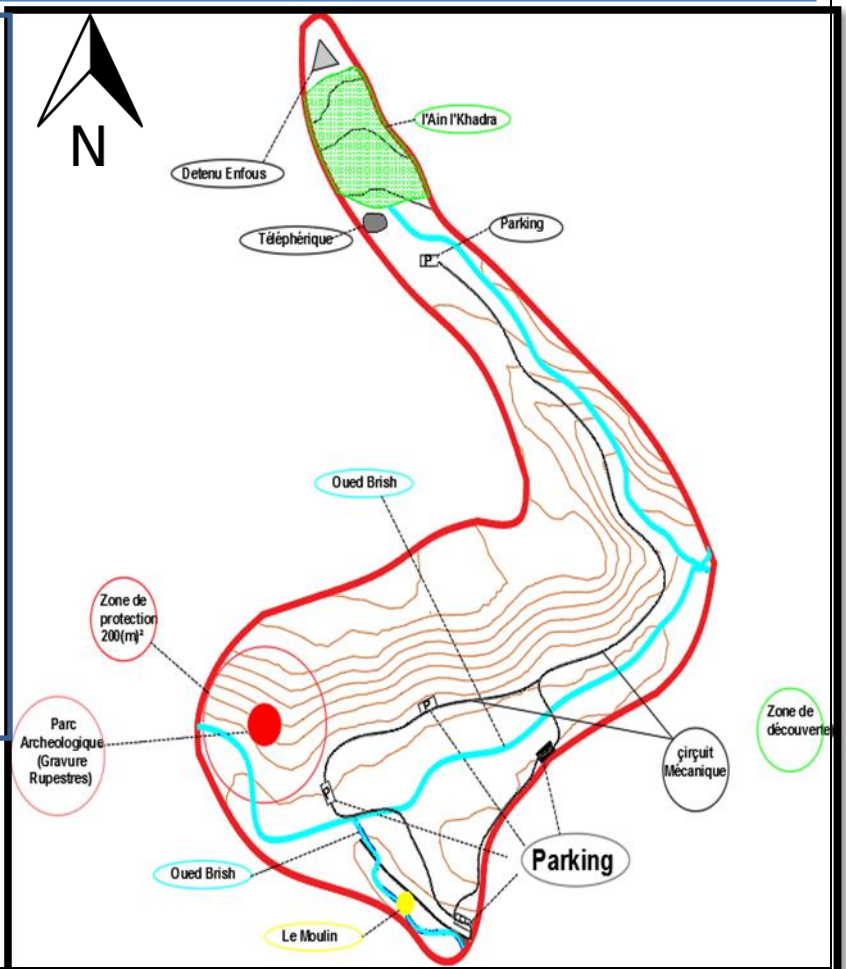 N
l'Ain l'Khadra
Detenu Enfous
Téléphérique
Parking
P
Oued Brish
Zone de
protection
200(m)²
Parc
Archeologique
(Gravure
Rupestres)
P
Zone de
découverte
çirçuit
Mécanique
P
Parking
Oued Brish
Le Moulin